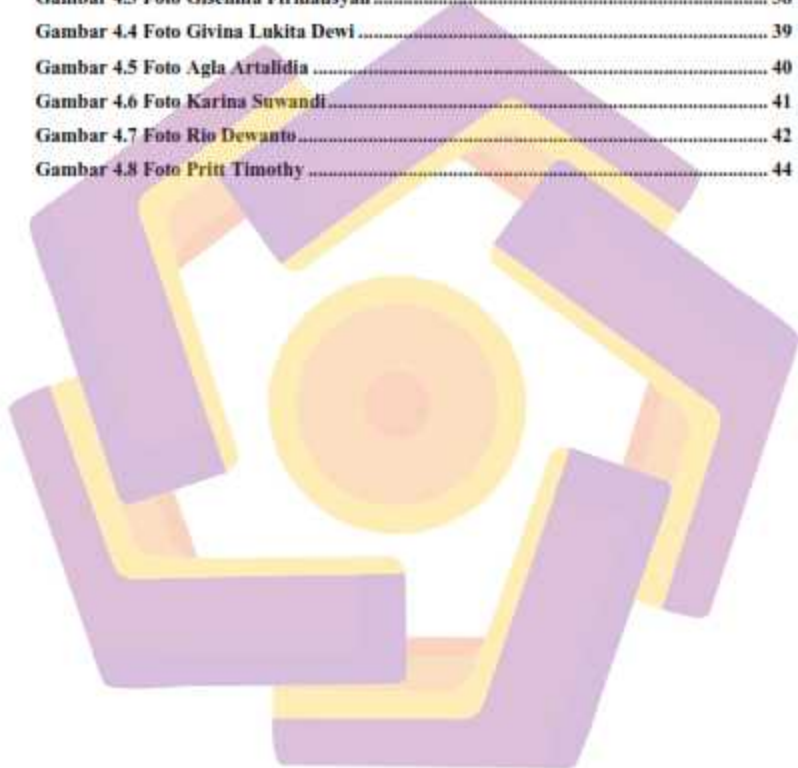 Gambar 4.4 Foto Givina Lukita Dewi ........................................ 39
Gambar 4.5 Foto Agla Artalidia ........................................ 40
Gambar 4.6 Foto Karina Suwandi ........................................ 41
Gambar 4.7 Foto Rio Dewanto ........................................ 42
Gambar 4.8 Foto Pritt Timothy ........................................ 44